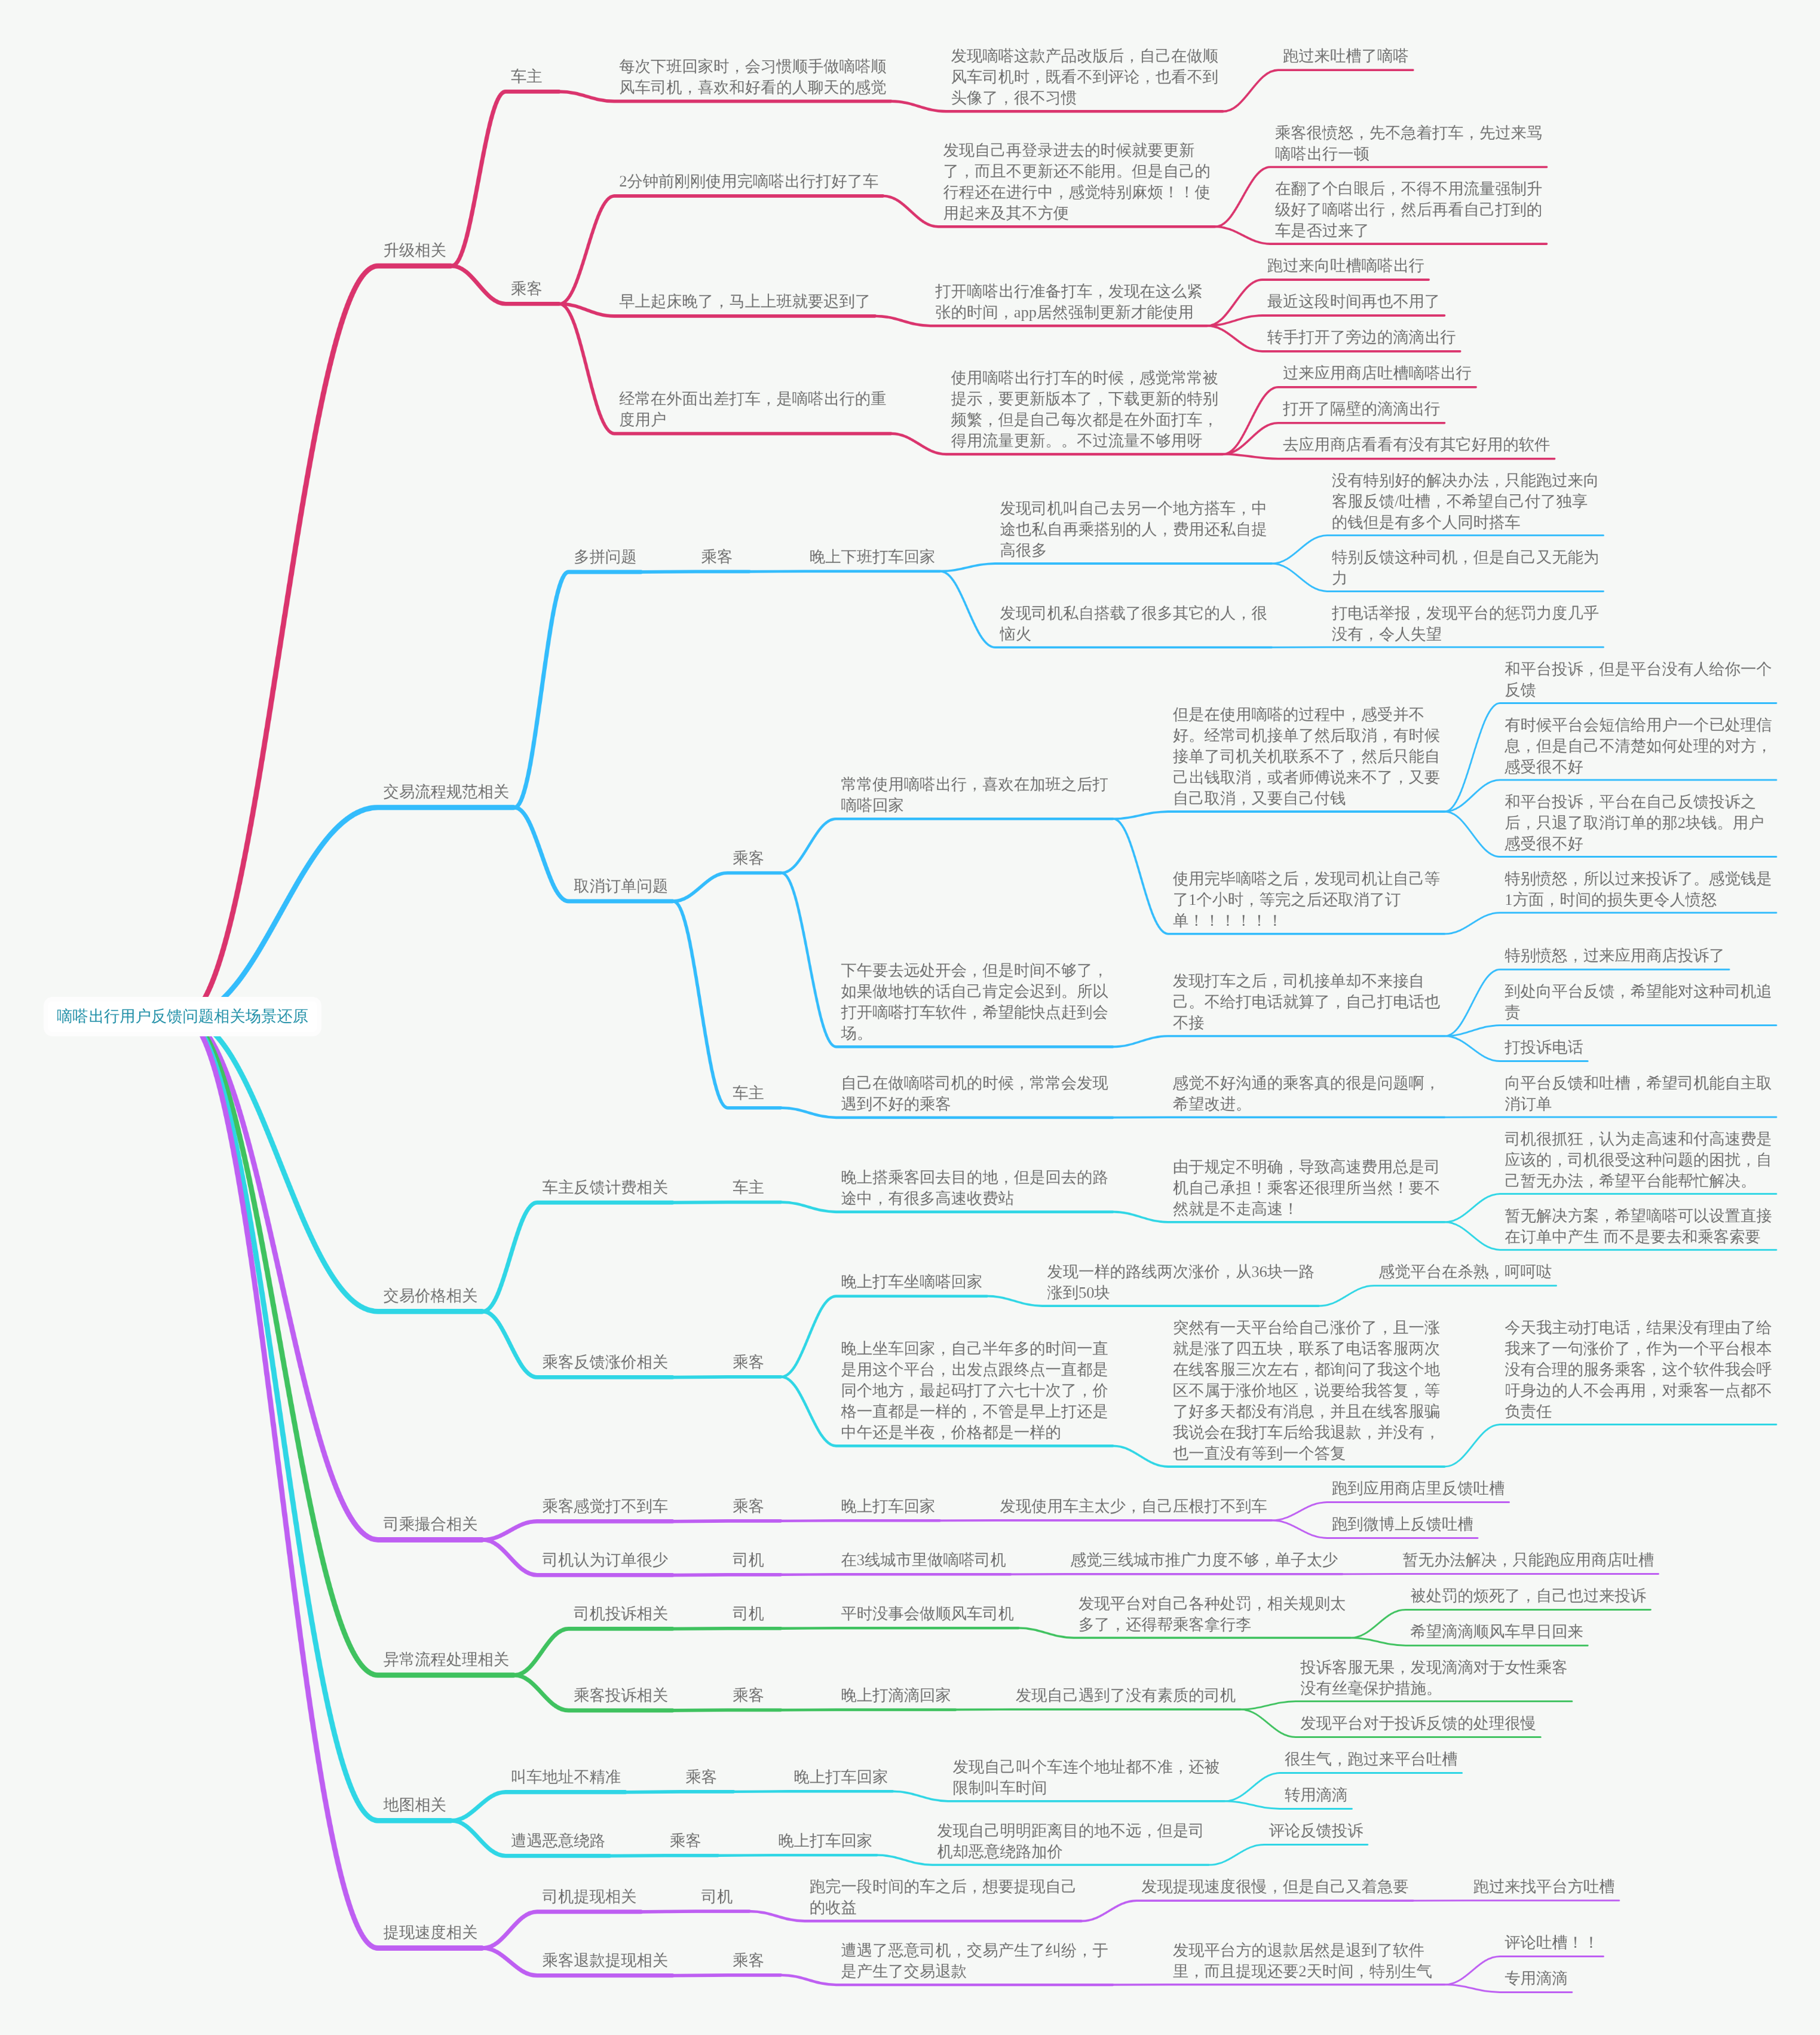 嘀嗒出行用户反馈问题相关场景还原
升级相关
车主
每次下班回家时，会习惯顺手做嘀嗒顺
风车司机，喜欢和好看的人聊天的感觉
发现嘀嗒这款产品改版后，自己在做顺
风车司机时，既看不到评论，也看不到
头像了，很不习惯
跑过来吐槽了嘀嗒
乘客
2分钟前刚刚使用完嘀嗒出行打好了车
发现自己再登录进去的时候就要更新
了，而且不更新还不能用。但是自己的
行程还在进行中，感觉特别麻烦！！使
用起来及其不方便
乘客很愤怒，先不急着打车，先过来骂
嘀嗒出行一顿
在翻了个白眼后，不得不用流量强制升
级好了嘀嗒出行，然后再看自己打到的
车是否过来了
早上起床晚了，马上上班就要迟到了
打开嘀嗒出行准备打车，发现在这么紧
张的时间，app居然强制更新才能使用
跑过来向吐槽嘀嗒出行
最近这段时间再也不用了
转手打开了旁边的滴滴出行
经常在外面出差打车，是嘀嗒出行的重
度用户
使用嘀嗒出行打车的时候，感觉常常被
提示，要更新版本了，下载更新的特别
频繁，但是自己每次都是在外面打车，
得用流量更新。。不过流量不够用呀
过来应用商店吐槽嘀嗒出行
打开了隔壁的滴滴出行
去应用商店看看有没有其它好用的软件
交易流程规范相关
多拼问题
乘客
晚上下班打车回家
发现司机叫自己去另一个地方搭车，中
途也私自再乘搭别的人，费用还私自提
高很多
没有特别好的解决办法，只能跑过来向
客服反馈/吐槽，不希望自己付了独享
的钱但是有多个人同时搭车
特别反馈这种司机，但是自己又无能为
力
发现司机私自搭载了很多其它的人，很
恼火
打电话举报，发现平台的惩罚力度几乎
没有，令人失望
取消订单问题
乘客
常常使用嘀嗒出行，喜欢在加班之后打
嘀嗒回家
但是在使用嘀嗒的过程中，感受并不
好。经常司机接单了然后取消，有时候
接单了司机关机联系不了，然后只能自
己出钱取消，或者师傅说来不了，又要
自己取消，又要自己付钱
和平台投诉，但是平台没有人给你一个
反馈
有时候平台会短信给用户一个已处理信
息，但是自己不清楚如何处理的对方，
感受很不好
和平台投诉，平台在自己反馈投诉之
后，只退了取消订单的那2块钱。用户
感受很不好
使用完毕嘀嗒之后，发现司机让自己等
了1个小时，等完之后还取消了订
单！！！！！！
特别愤怒，所以过来投诉了。感觉钱是
1方面，时间的损失更令人愤怒
下午要去远处开会，但是时间不够了，
如果做地铁的话自己肯定会迟到。所以
打开嘀嗒打车软件，希望能快点赶到会
场。
发现打车之后，司机接单却不来接自
己。不给打电话就算了，自己打电话也
不接
特别愤怒，过来应用商店投诉了
到处向平台反馈，希望能对这种司机追
责
打投诉电话
车主
自己在做嘀嗒司机的时候，常常会发现
遇到不好的乘客
感觉不好沟通的乘客真的很是问题啊，
希望改进。
向平台反馈和吐槽，希望司机能自主取
消订单
交易价格相关
车主反馈计费相关
车主
晚上搭乘客回去目的地，但是回去的路
途中，有很多高速收费站
由于规定不明确，导致高速费用总是司
机自己承担！乘客还很理所当然！要不
然就是不走高速！
司机很抓狂，认为走高速和付高速费是
应该的，司机很受这种问题的困扰，自
己暂无办法，希望平台能帮忙解决。
暂无解决方案，希望嘀嗒可以设置直接
在订单中产生 而不是要去和乘客索要
乘客反馈涨价相关
乘客
晚上打车坐嘀嗒回家
发现一样的路线两次涨价，从36块一路
涨到50块
感觉平台在杀熟，呵呵哒
晚上坐车回家，自己半年多的时间一直
是用这个平台，出发点跟终点一直都是
同个地方，最起码打了六七十次了，价
格一直都是一样的，不管是早上打还是
中午还是半夜，价格都是一样的
突然有一天平台给自己涨价了，且一涨
就是涨了四五块，联系了电话客服两次
在线客服三次左右，都询问了我这个地
区不属于涨价地区，说要给我答复，等
了好多天都没有消息，并且在线客服骗
我说会在我打车后给我退款，并没有，
也一直没有等到一个答复
今天我主动打电话，结果没有理由了给
我来了一句涨价了，作为一个平台根本
没有合理的服务乘客，这个软件我会呼
吁身边的人不会再用，对乘客一点都不
负责任
司乘撮合相关
乘客感觉打不到车
乘客
晚上打车回家
发现使用车主太少，自己压根打不到车
跑到应用商店里反馈吐槽
跑到微博上反馈吐槽
司机认为订单很少
司机
在3线城市里做嘀嗒司机
感觉三线城市推广力度不够，单子太少
暂无办法解决，只能跑应用商店吐槽
异常流程处理相关
司机投诉相关
司机
平时没事会做顺风车司机
发现平台对自己各种处罚，相关规则太
多了，还得帮乘客拿行李
被处罚的烦死了，自己也过来投诉
希望滴滴顺风车早日回来
乘客投诉相关
乘客
晚上打滴滴回家
发现自己遇到了没有素质的司机
投诉客服无果，发现滴滴对于女性乘客
没有丝毫保护措施。
发现平台对于投诉反馈的处理很慢
地图相关
叫车地址不精准
乘客
晚上打车回家
发现自己叫个车连个地址都不准，还被
限制叫车时间
很生气，跑过来平台吐槽
转用滴滴
遭遇恶意绕路
乘客
晚上打车回家
发现自己明明距离目的地不远，但是司
机却恶意绕路加价
评论反馈投诉
提现速度相关
司机提现相关
司机
跑完一段时间的车之后，想要提现自己
的收益
发现提现速度很慢，但是自己又着急要
跑过来找平台方吐槽
乘客退款提现相关
乘客
遭遇了恶意司机，交易产生了纠纷，于
是产生了交易退款
发现平台方的退款居然是退到了软件
里，而且提现还要2天时间，特别生气
评论吐槽！！
专用滴滴